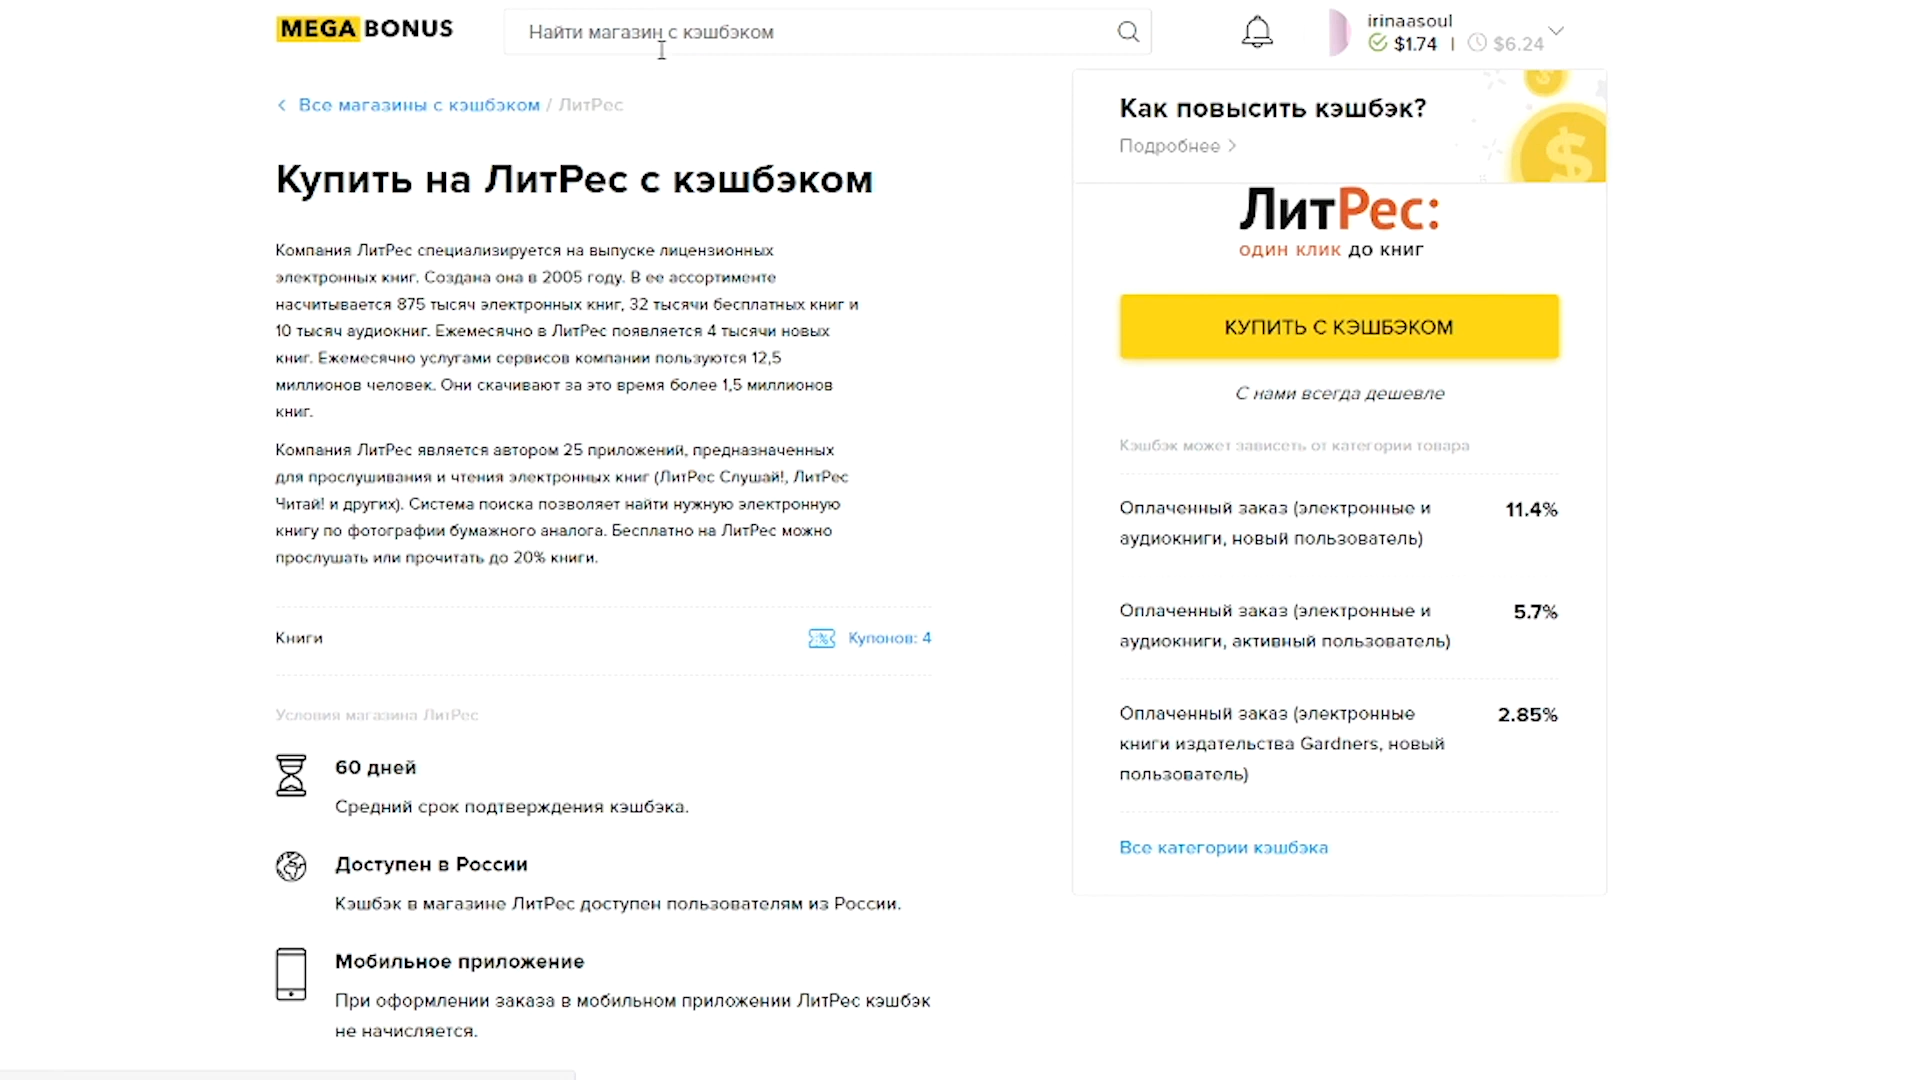 MEGA BONUS
Найти магазин с кэшбэком
irinaasoul
$1.74 | $6.24
Все магазины с кэшбэком / ЛитРес
Купить на ЛитРес с кэшбэком
Компания ЛитРес специализируется на выпуске лицензионных
электронных книг. Создана она в 2005 году. В ее ассортименте
насчитывается 875 тысяч электронных книг, 32 тысячи бесплатных книг и
10 тысяч аудиокниг. Ежемесячно в ЛитРес появляется 4 тысячи новых
книг. Ежемесячно услугами сервисов компании пользуются 12,5
миллионов человек. Они скачивают за это время более 1,5 миллионов
книг.
Компания ЛитРес является автором 25 приложений, предназначенных
для прослушивания и чтения электронных книг (ЛитРес Слушай!, ЛитРес
Читай! и других). Система поиска позволяет найти нужную электронную
книгу по фотографии бумажного аналога. Бесплатно на ЛитРес можно
прослушать или прочитать до 20% книги.
Книги
Купонов: 4
Условия магазина ЛитРес
60 дней
Средний срок подтверждения кэшбэка.
Доступен в России
Кэшбэк в магазине ЛитРес доступен пользователям из России.
Мобильное приложение
При оформлении заказа в мобильном приложении ЛитРес кэшбэк
не начисляется.
Как повысить кэшбэк?
Подробнее
ЛитРес:
один клик до книг
КУПИТЬ С КЭШБЭКОМ
С нами всегда дешевле
Кэшбэк может зависеть от категории товара
Оплаченный заказ (электронные и 11.4%
аудиокниги, новый пользователь)
Оплаченный заказ (электронные и 5.7%
аудиокниги, активный пользователь)
Оплаченный заказ (электронные 2.85%
книги издательства Gardners, новый
пользователь)
Все категории кэшбэка